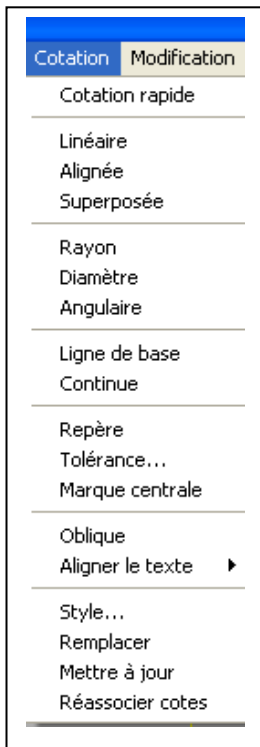 Cotation Modification
Cotation rapide
Linéaire
Alignée
Superposée
Rayon
Diamètre
Angulaire
Ligne de base
Continue
Repère
Tolérance...
Marque centrale
Oblique
Aligner le texte
Style...
Remplacer
Mettre à jour
Réassocier cotes